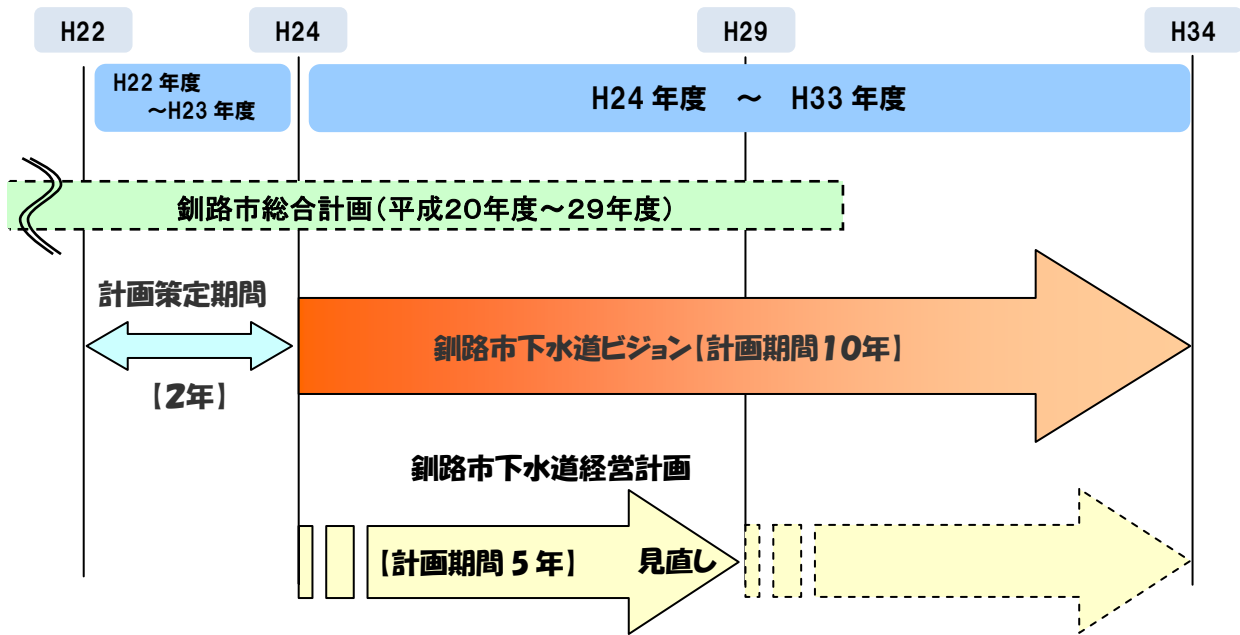 H22
H24
H29
H34
H22 年度
～H23 年度
H24 年度　～　H33 年度
釧路市総合計画（平成20年度～29年度）
計画策定期間
【2年】
釧路市下水道ビジョン【計画期間10年】
釧路市下水道経営計画
【計画期間 5 年】
見直し